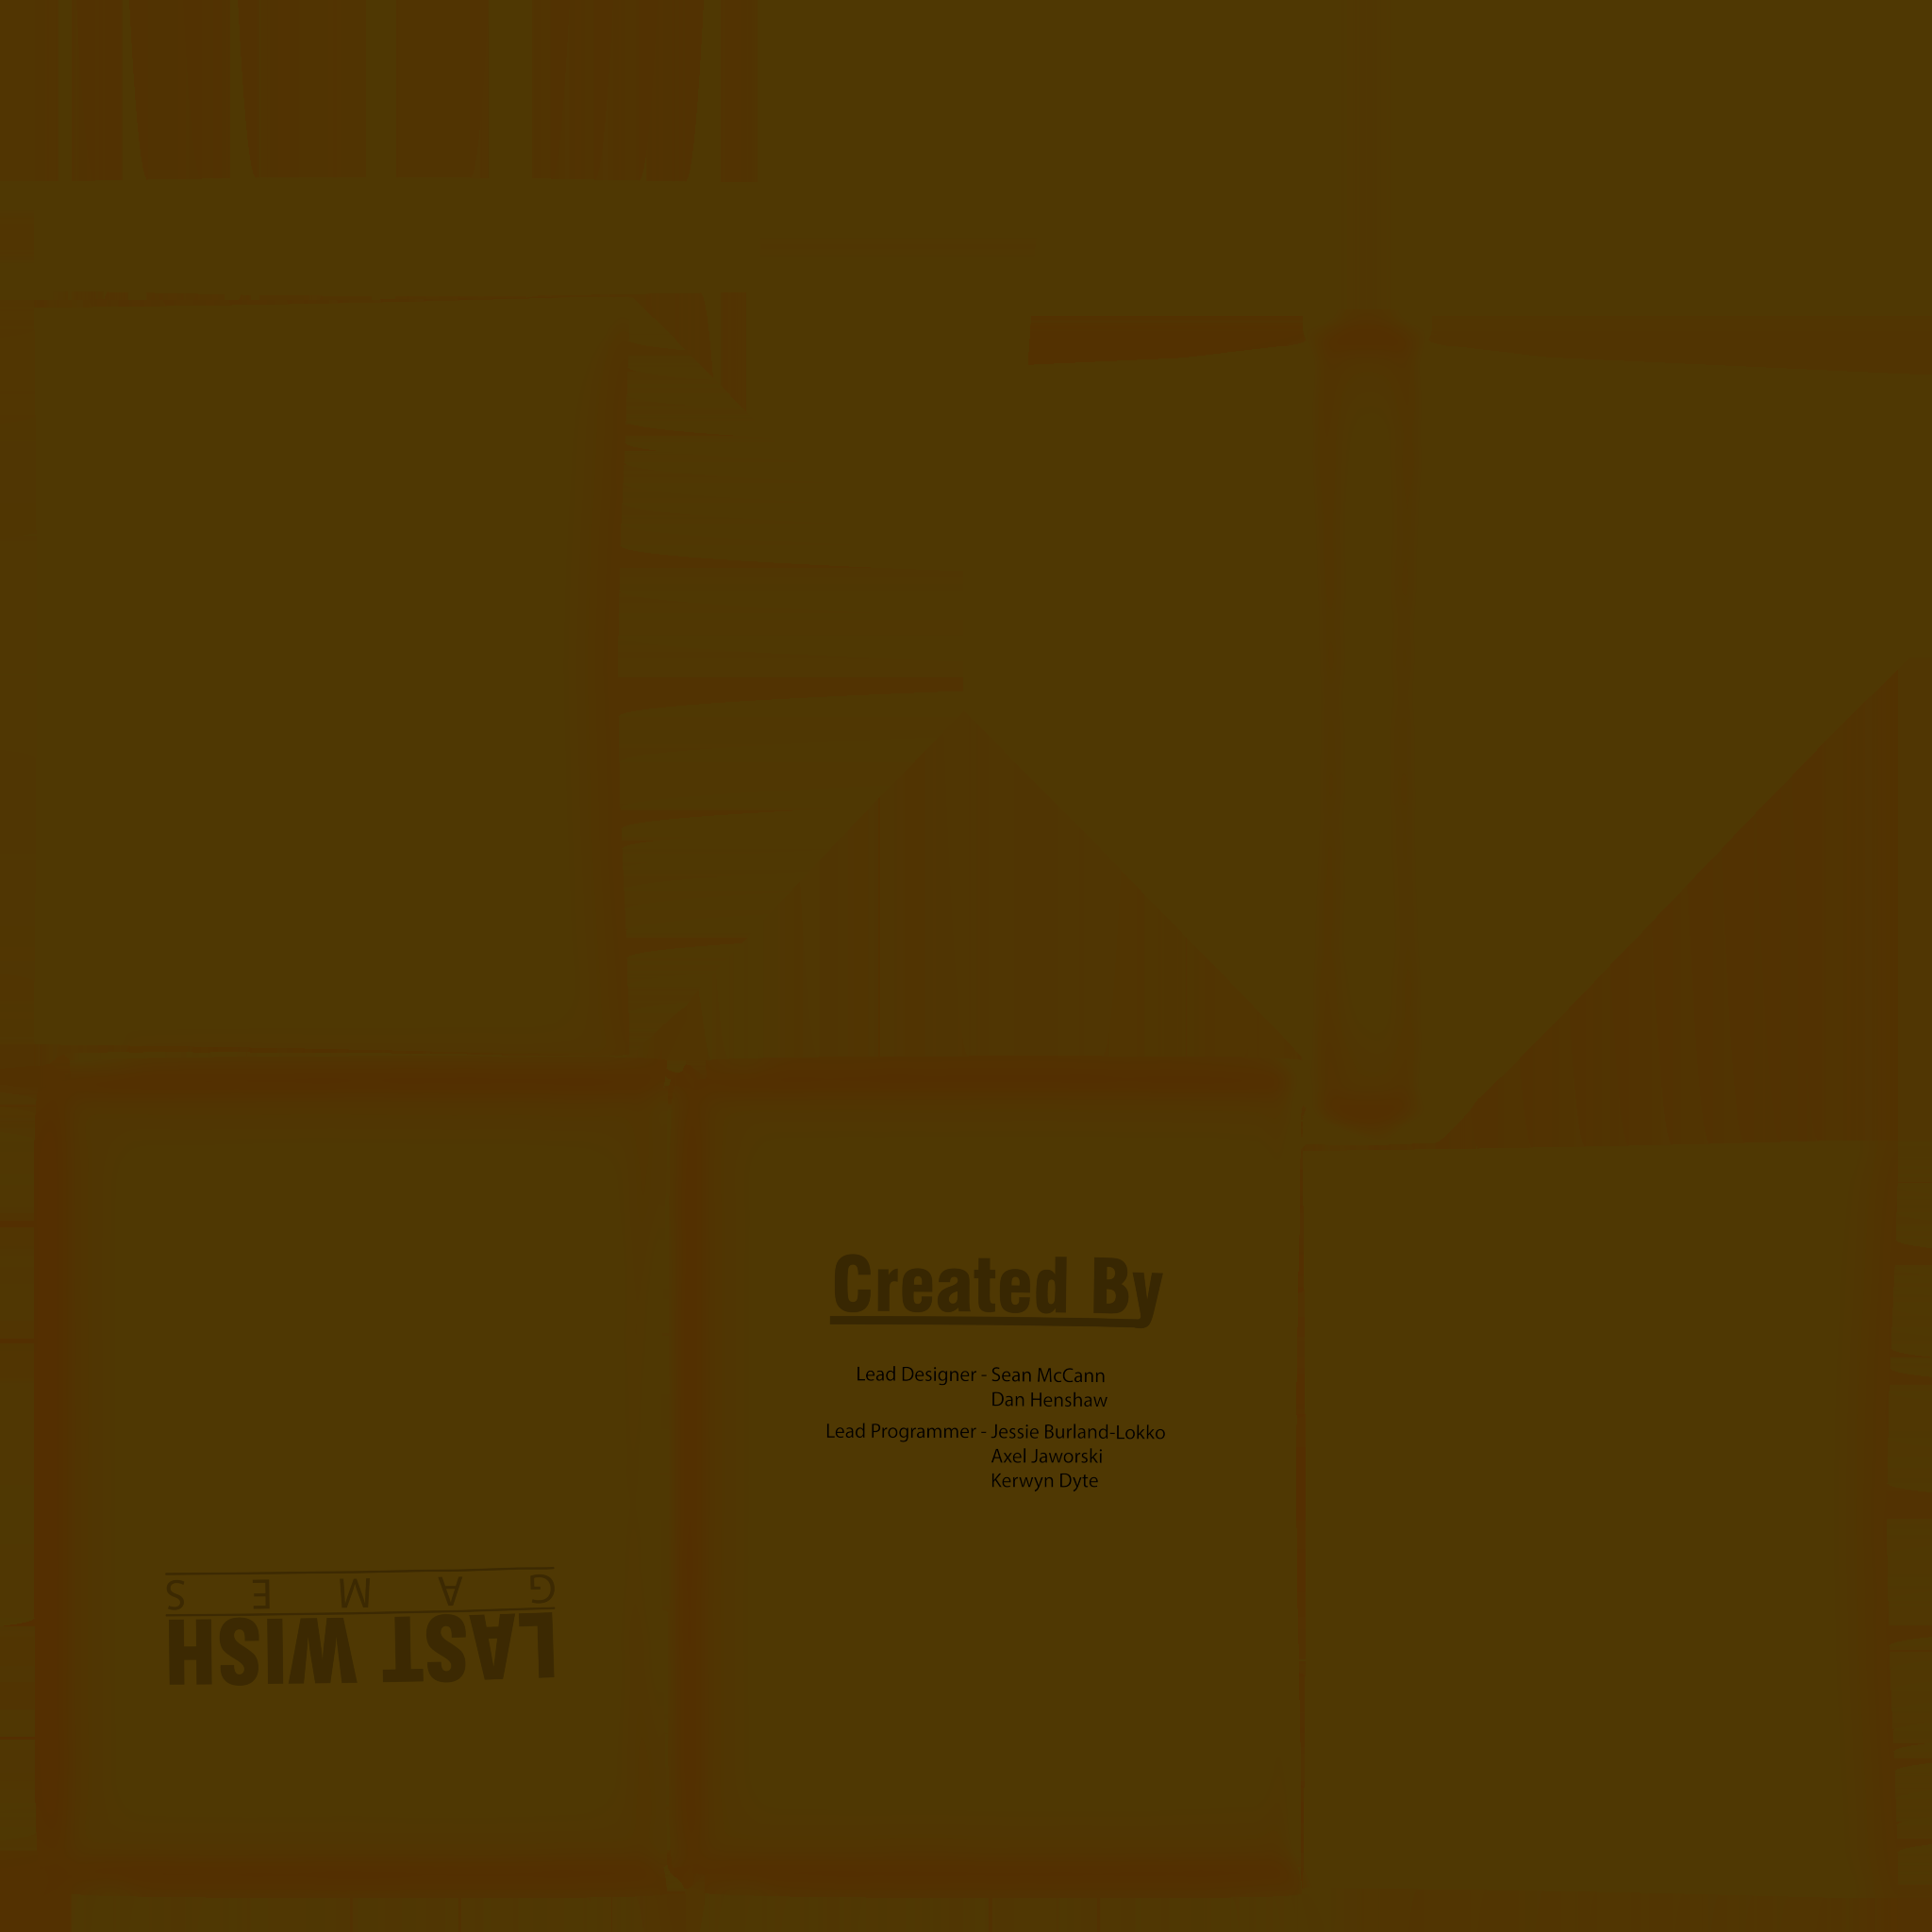 Created By
Lead Designer - Sean McCann
Dan Henshaw
Lead Programmer - Jessie Burland-Lokko
Axel Jaworski
Kerwyn Dyte
LAST WISH
GAMES